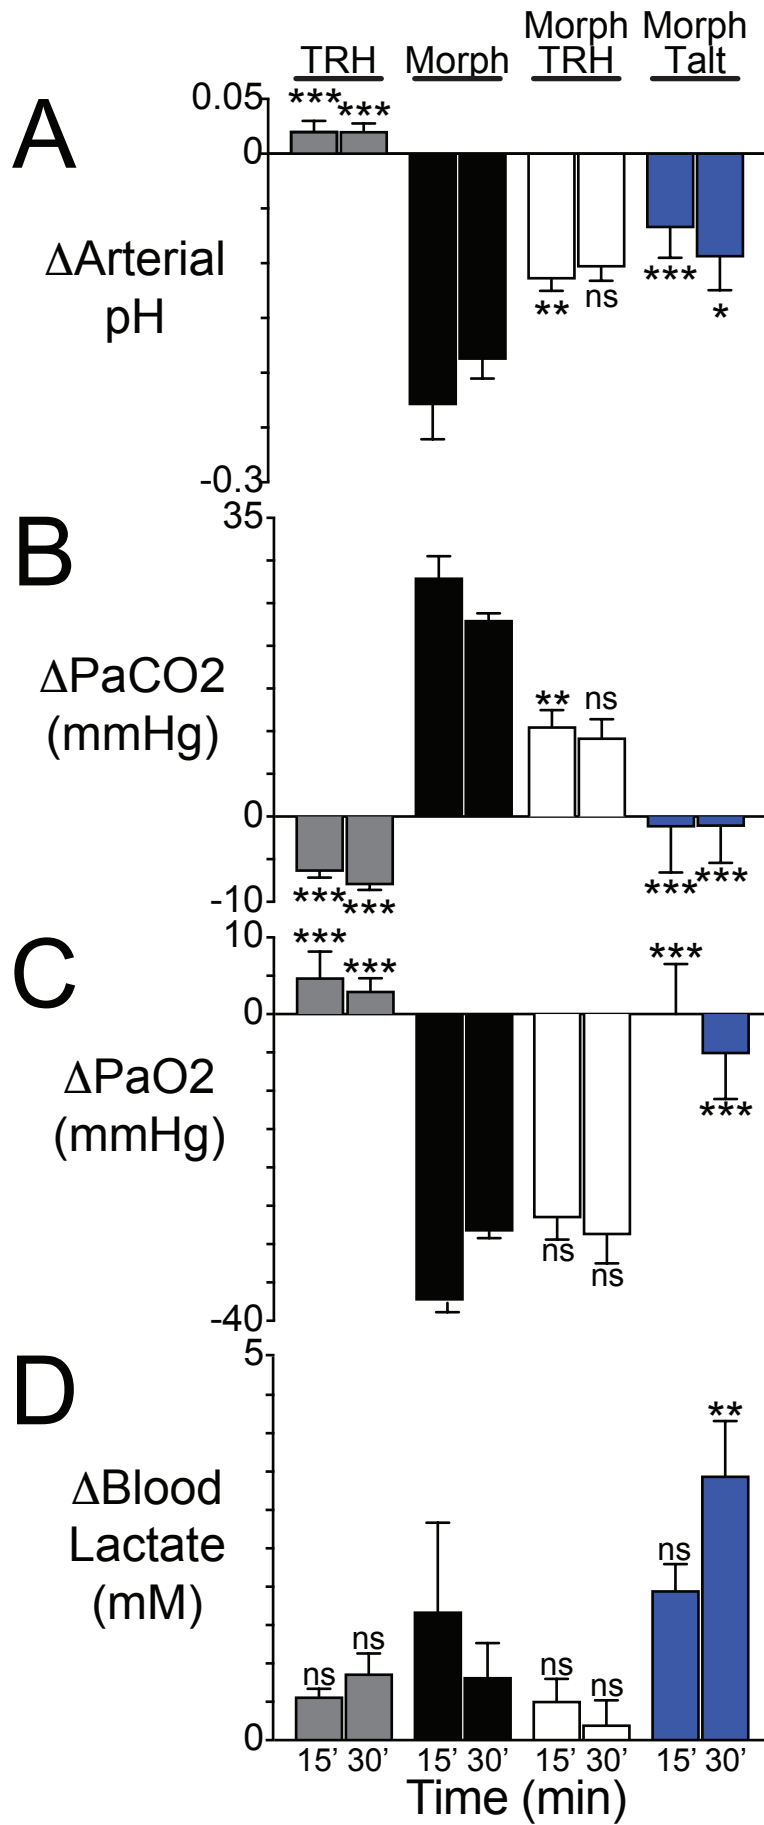 TRH
Morph
Morph
TRH
Morph
Talt
A
ΔArterial
pH
0.05
0
-0.3
***
***
**
ns
***
*
B
ΔPaCO2
(mmHg)
35
0
-10
***
***
**
ns
***
***
C
ΔPaO2
(mmHg)
10
0
-40
***
***
ns
ns
***
***
D
ΔBlood
Lactate
(mM)
5
0
ns
ns
ns
ns
ns
**
15’ 30’ 15’ 30’ 15’ 30’ 15’ 30’
Time (min)